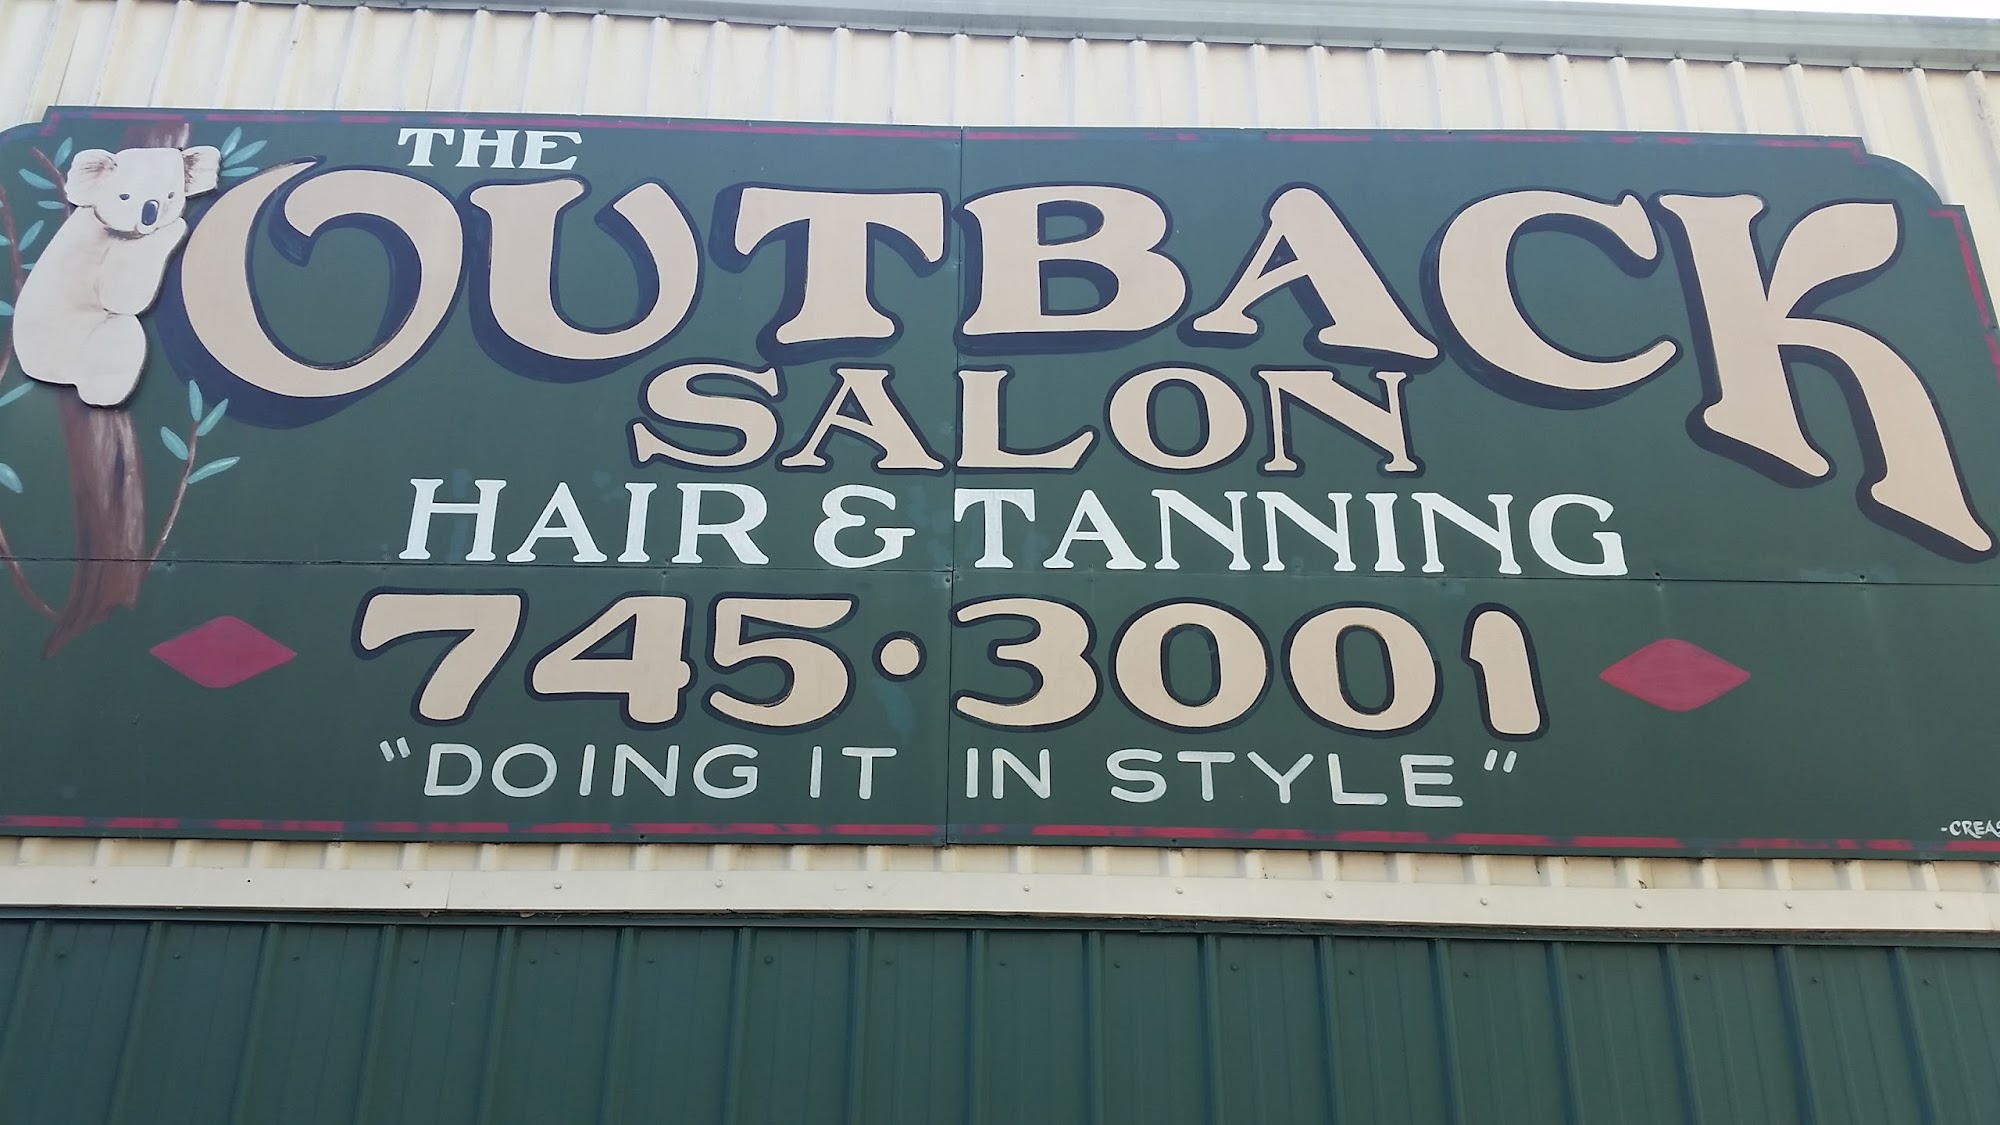 THE
OUTBACK
SALON
HAIR & TANNING
745·3001
"DOING IT IN STYLE"